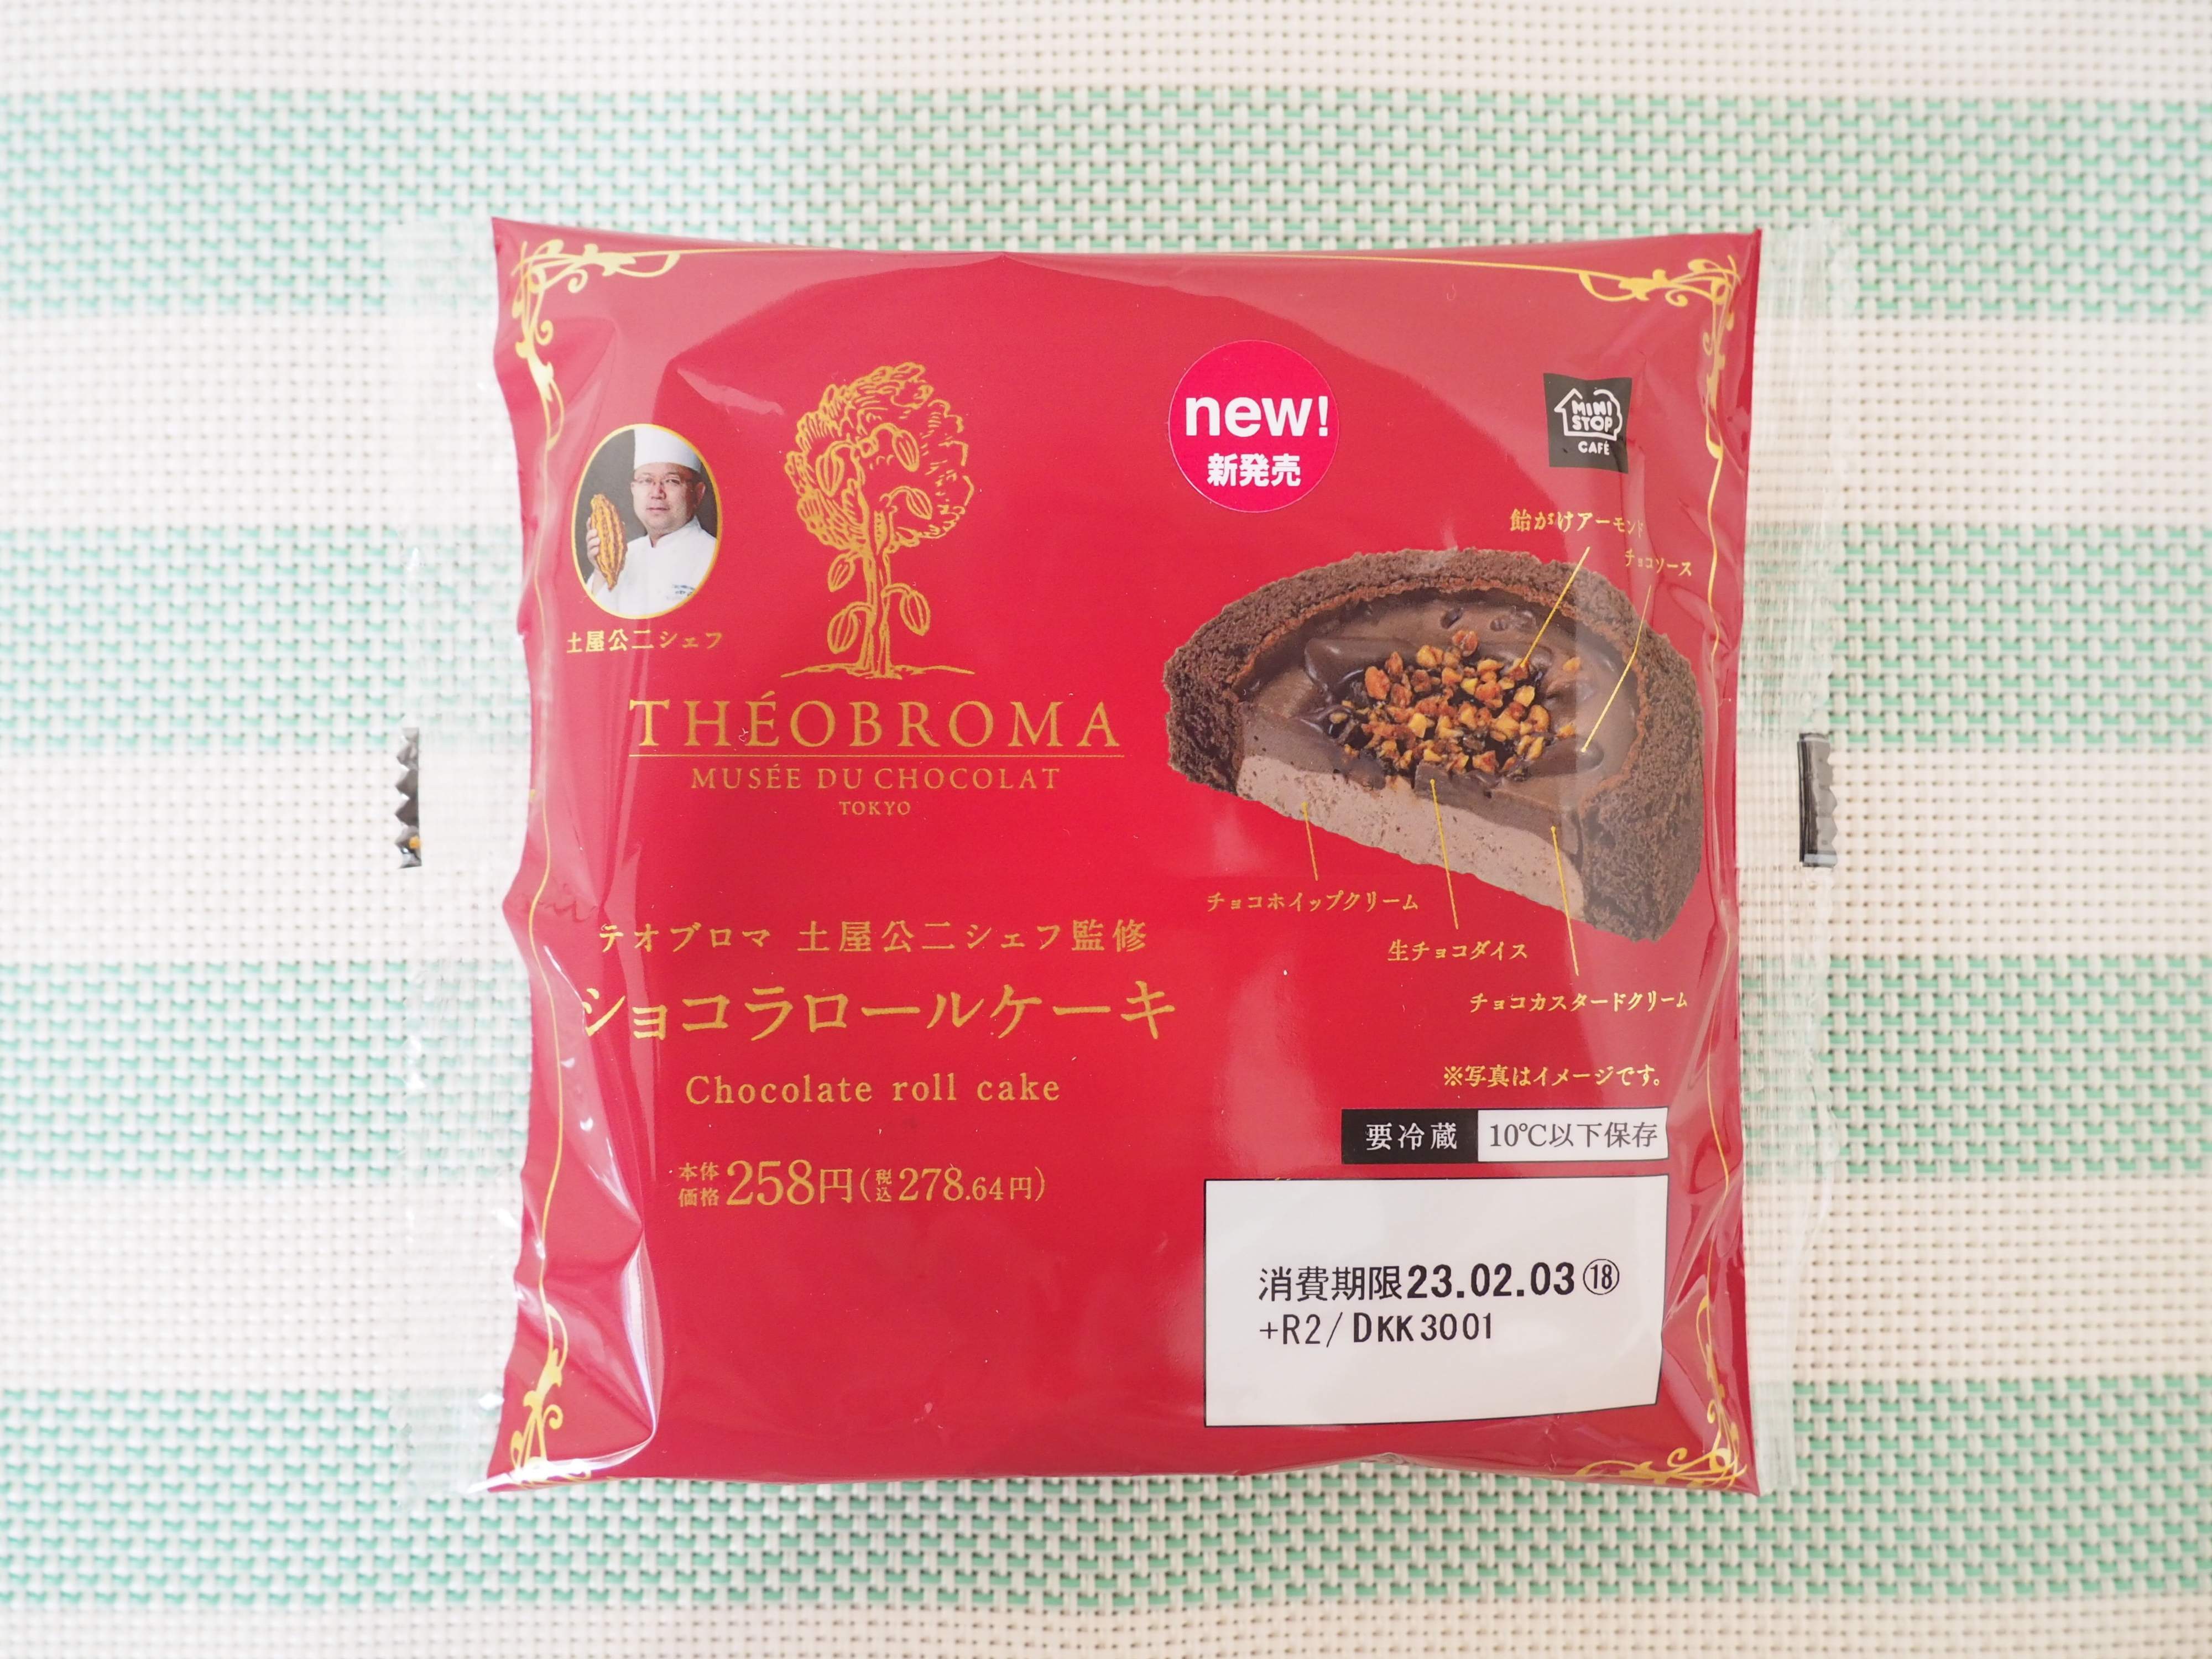 new!
新発売
MINI
STOP
CAFÉ
土屋公二シェフ
THÉOBROMA
MUSÉE DU CHOCOLAT
TOKYO
飴がけアーモンド
チョコソース
チョコホイップクリーム
生チョコダイス
チョコカスタードクリーム
テオブロマ 土屋公二シェフ監修
ショコラロールケーキ
Chocolate roll cake
本体価格258円(税込278.64円)
※写真はイメージです。
要冷蔵 10℃以下保存
消費期限23.02.03⑱
+R2/DKK3001